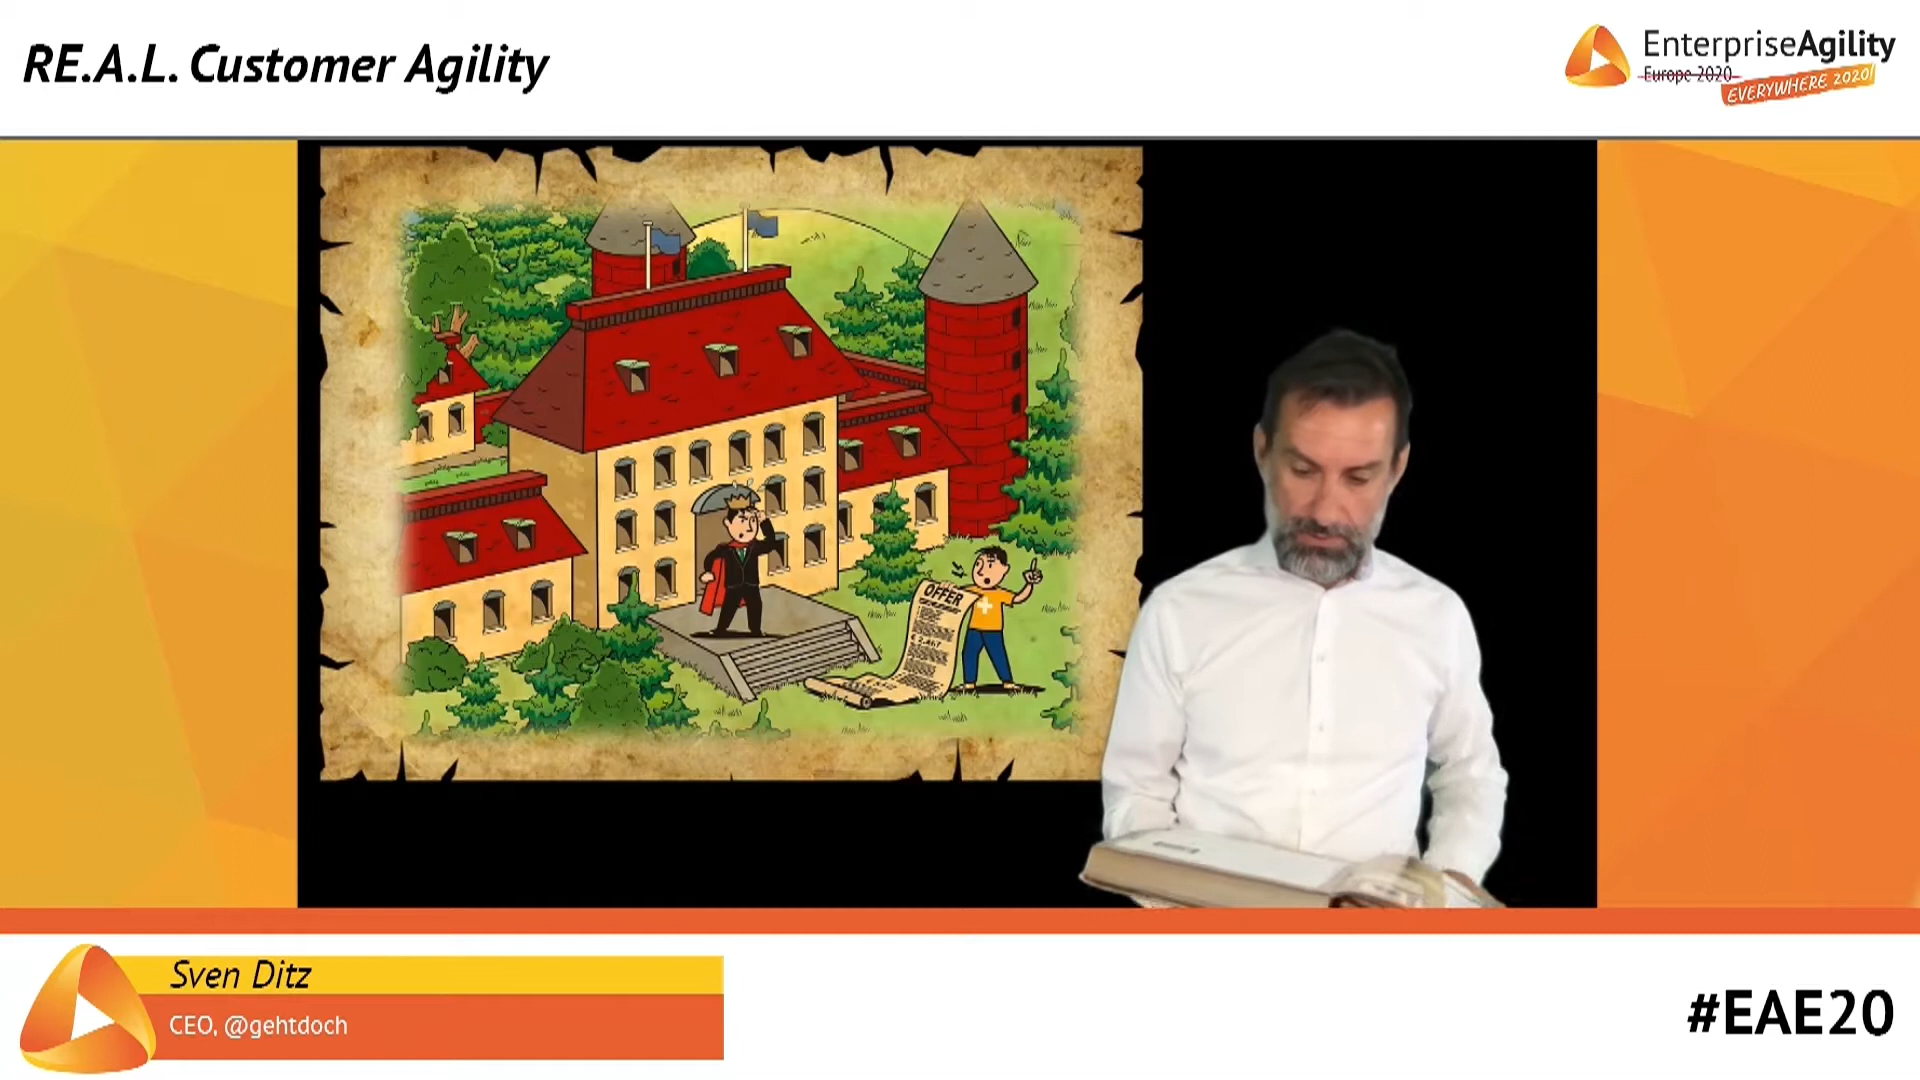 RE.A.L. Customer Agility
EnterpriseAgility
Europe 2020
EVERYWHERE 2020!
OFFER
Sven Ditz
CEO, @gehtdoch
#EAE20